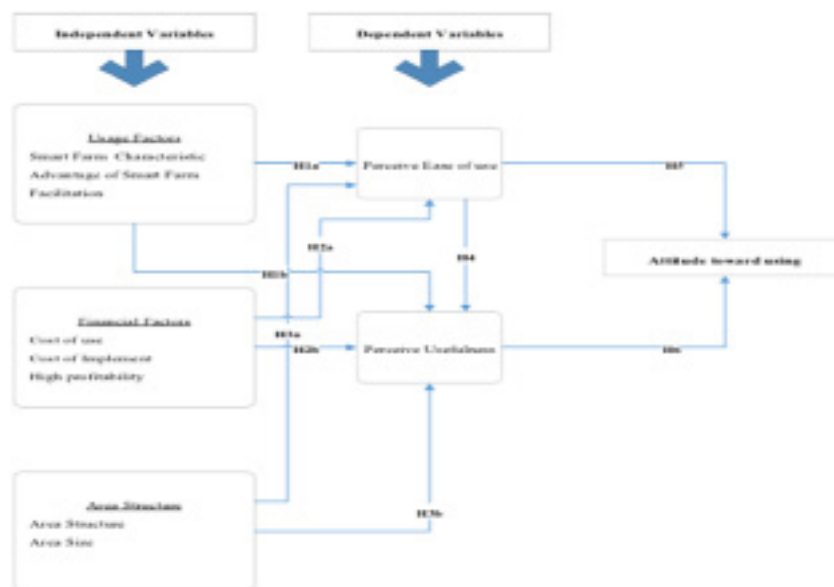 Independent Variables
Dependent Variables
Usage Factors
Smart Farm Characteristic
Advantage of Smart Farm
Facilitation
H1a
Perceive Ease of use
H5
H2a
H4
H1b
Attitude toward using
Financial Factors
Cost of use
Cost of Implement
High profitability
H3a
H2b
Perceive Usefulness
H6
Area Structure
Area Structure
Area Size
H3b